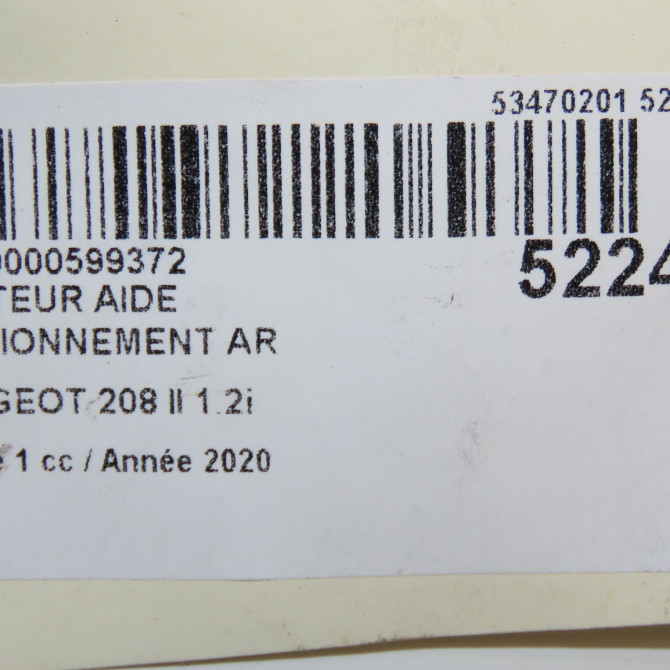 53470201 52
0000599372
5224
TEUR AIDE
IONNEMENT AR
GEOT 208 II 1.2i
e 1 cc / Année 2020